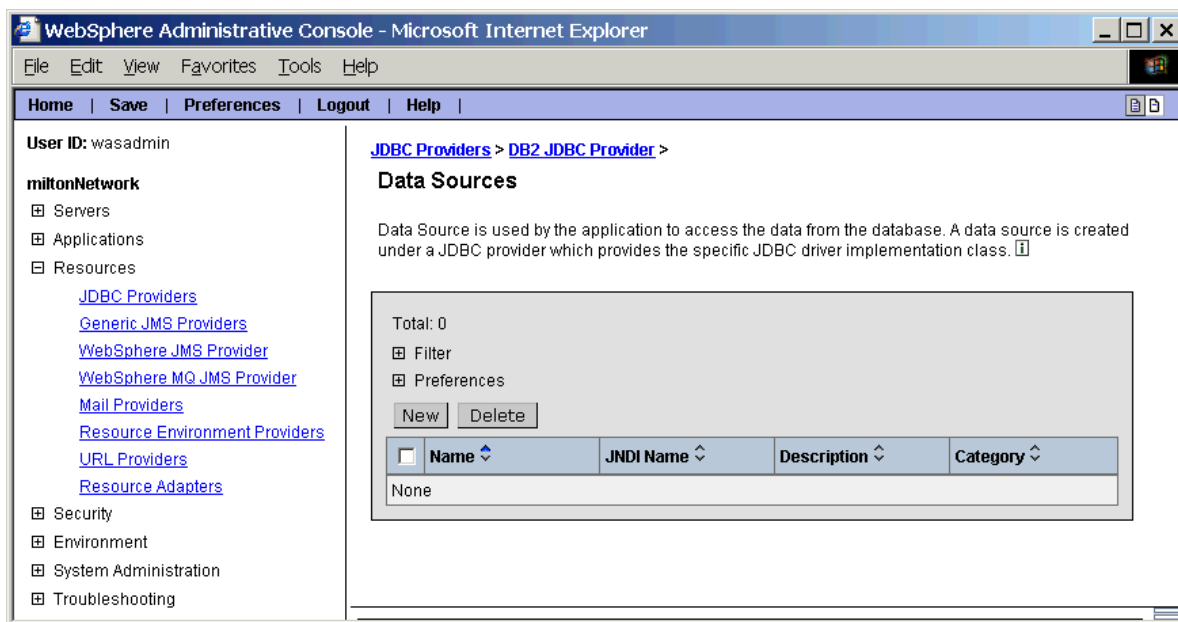 WebSphere Administrative Console - Microsoft Internet Explorer
File Edit View Favorites Tools Help
Home | Save | Preferences | Logout | Help |
User ID: wasadmin
miltonNetwork
Servers
Applications
Resources
JDBC Providers
Generic JMS Providers
WebSphere JMS Provider
WebSphere MQ JMS Provider
Mail Providers
Resource Environment Providers
URL Providers
Resource Adapters
Security
Environment
System Administration
Troubleshooting
JDBC Providers > DB2 JDBC Provider >
Data Sources
Data Source is used by the application to access the data from the database. A data source is created
under a JDBC provider which provides the specific JDBC driver implementation class. i
Total: 0
Filter
Preferences
New Delete
Name JNDI Name Description Category
None